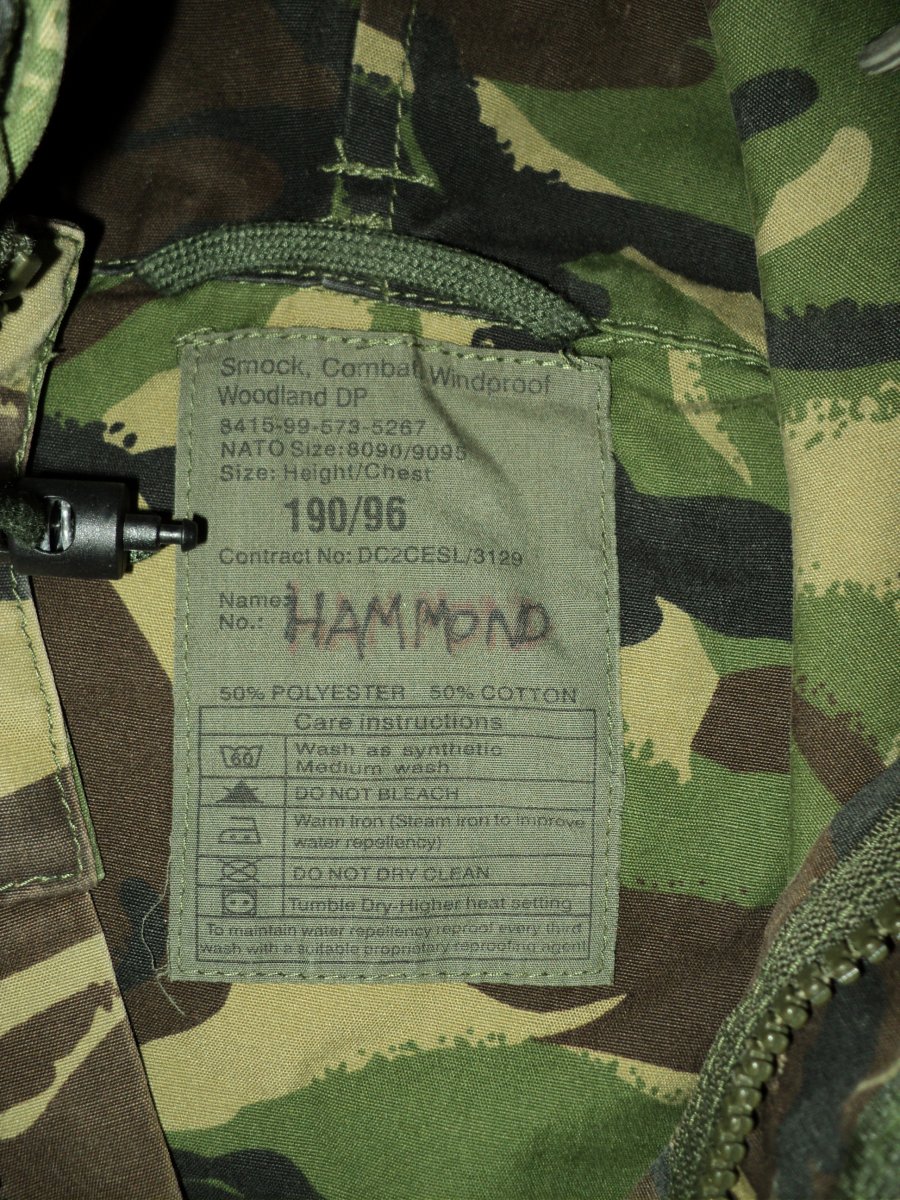 Smock, Combat Windproof
Woodland DP
8415-99-573-5267
NATO Size:8090/9095
Size: Height/Chest
190/96
Contract No: DC2CESL/3129
Name:
No.: HAMMOND
50% POLYESTER 50% COTTON
Care instructions
60 Wash as synthetic
Medium wash
DO NOT BLEACH
Warm Iron (Steam iron to improve
water repellency)
DO NOT DRY CLEAN
Tumble Dry-Higher heat setting
To maintain water repellency reproof every third
wash with a suitable proprietary reproofing agent